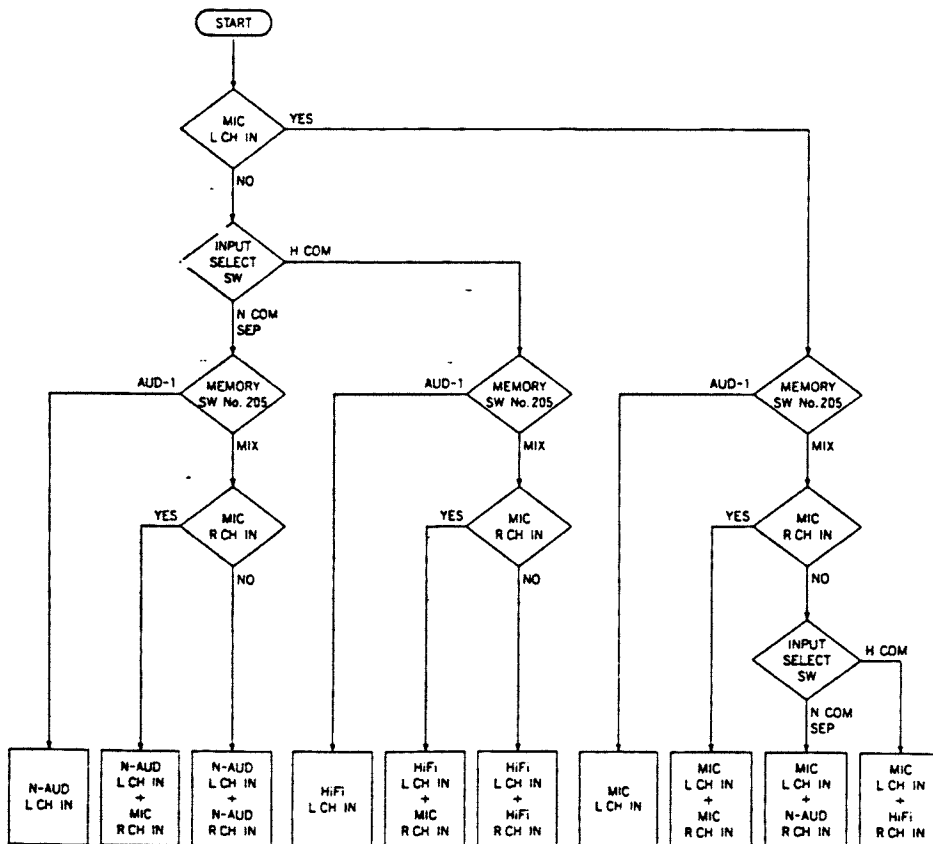 START
MIC
L CH IN
YES
NO
INPUT
SELECT
SW
H COM
N COM
SEP
AUD-1
MEMORY
SW No. 205
AUD-1
MEMORY
SW No. 205
AUD-1
MEMORY
SW No. 205
MIX
MIX
MIX
YES
MIC
R CH IN
YES
MIC
R CH IN
YES
MIC
R CH IN
NO
NO
NO
INPUT
SELECT
SW
H COM
N COM
SEP
N-AUD
L CH IN
N-AUD
L CH IN
+
MIC
R CH IN
N-AUD
L CH IN
+
N-AUD
R CH IN
HiFi
L CH IN
HiFi
L CH IN
+
MIC
R CH IN
HiFi
L CH IN
+
HiFi
R CH IN
MIC
L CH IN
MIC
L CH IN
+
MIC
R CH IN
MIC
L CH IN
+
N-AUD
R CH IN
MIC
L CH IN
+
HiFi
R CH IN